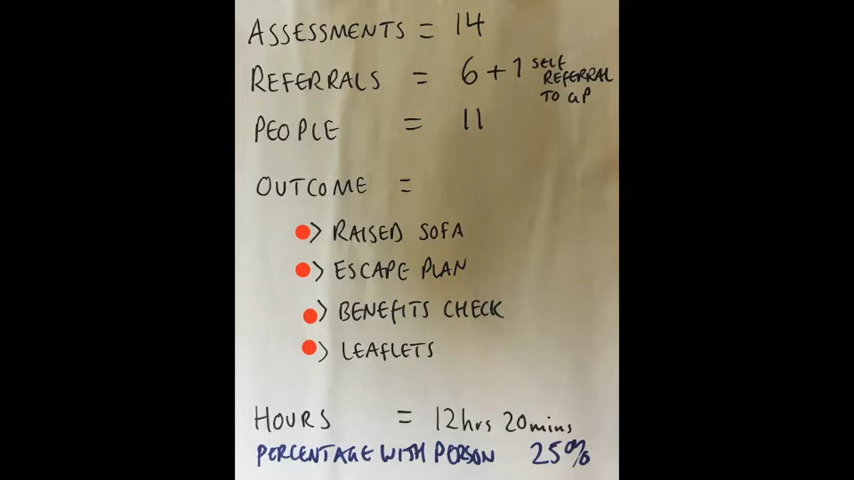 ASSESSMENTS = 14
REFERRALS = 6 + 1 SELF REFERRAL TO GP
PEOPLE = 11
OUTCOME =
> RAISED SOFA
> ESCAPE PLAN
> BENEFITS CHECK
> LEAFLETS
HOURS = 12hrs 20mins
PERCENTAGE WITH PERSON 25%